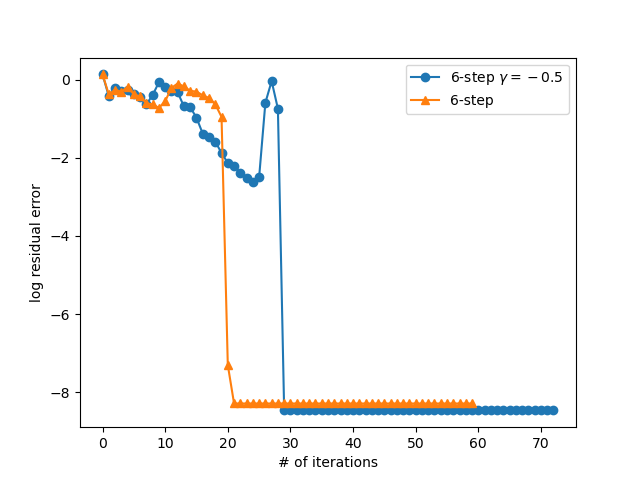 6-step γ = −0.5
6-step
0
−2
−4
−6
−8
log residual error
0 10 20 30 40 50 60 70
# of iterations